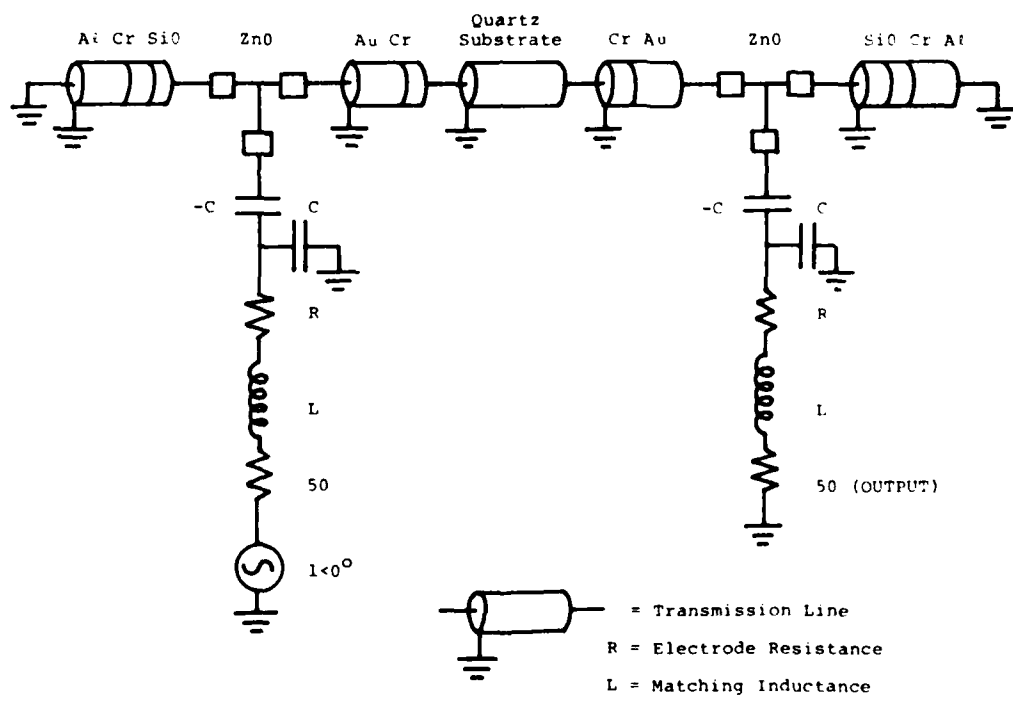 Quartz
Al Cr SiO ZnO Au Cr Substrate Cr Au ZnO SiO Cr Al
-C C -C C
R R
L L
50 50 (OUTPUT)
1<0°
= Transmission Line
R = Electrode Resistance
L = Matching Inductance